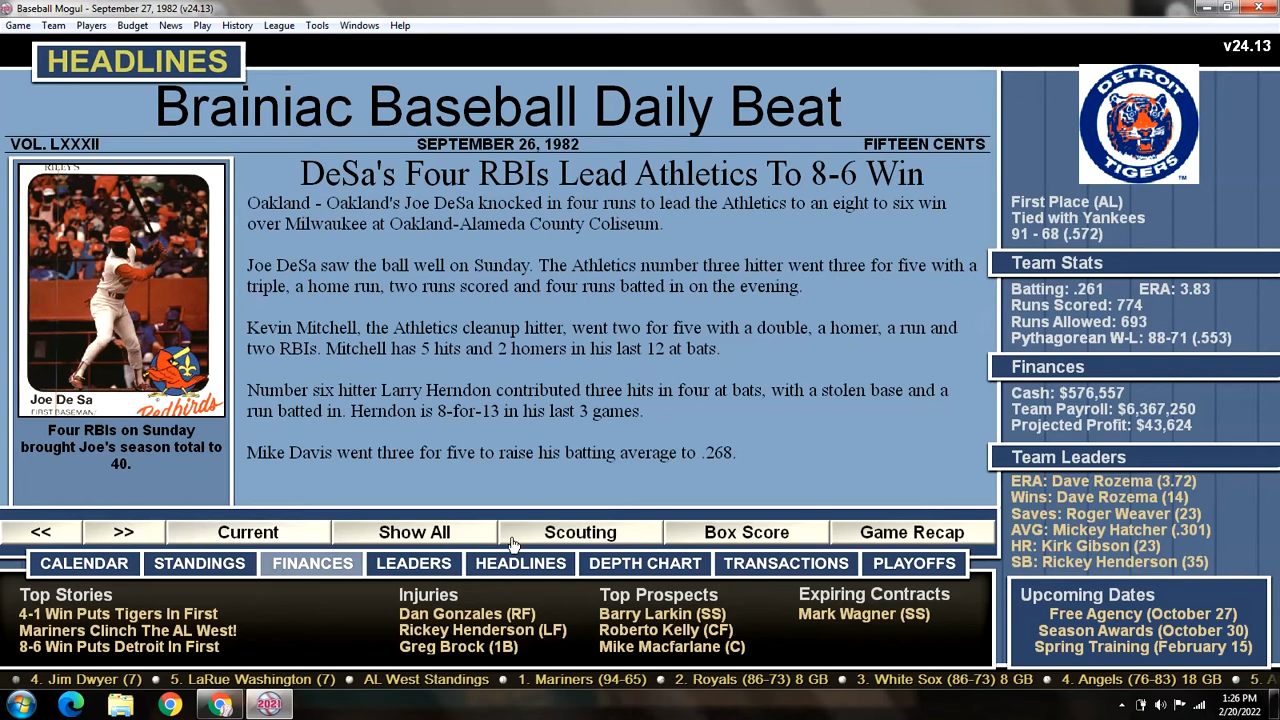 Baseball Mogul - September 27, 1982 (v24.13)
Game Team Players Budget News Play History League Tools Windows Help
HEADLINES
v24.13
Brainiac Baseball Daily Beat
VOL. LXXXII SEPTEMBER 26, 1982 FIFTEEN CENTS
Joe De Sa
FIRST BASEMAN
Redbirds
Four RBIs on Sunday
brought Joe's season total to
40.
DeSa's Four RBIs Lead Athletics To 8-6 Win
Oakland - Oakland's Joe DeSa knocked in four runs to lead the Athletics to an eight to six win
over Milwaukee at Oakland-Alameda County Coliseum.
Joe DeSa saw the ball well on Sunday. The Athletics number three hitter went three for five with a
triple, a home run, two runs scored and four runs batted in on the evening.
Kevin Mitchell, the Athletics cleanup hitter, went two for five with a double, a homer, a run and
two RBIs. Mitchell has 5 hits and 2 homers in his last 12 at bats.
Number six hitter Larry Herndon contributed three hits in four at bats, with a stolen base and a
run batted in. Herndon is 8-for-13 in his last 3 games.
Mike Davis went three for five to raise his batting average to .268.
DETROIT
TIGERS
First Place (AL)
Tied with Yankees
91 - 68 (.572)
Team Stats
Batting: .261 ERA: 3.83
Runs Scored: 774
Runs Allowed: 693
Pythagorean W-L: 88-71 (.553)
Finances
Cash: $576,557
Team Payroll: $6,367,250
Projected Profit: $43,624
Team Leaders
ERA: Dave Rozema (3.72)
Wins: Dave Rozema (14)
Saves: Roger Weaver (23)
AVG: Mickey Hatcher (.301)
HR: Kirk Gibson (23)
SB: Rickey Henderson (35)
Upcoming Dates
Free Agency (October 27)
Season Awards (October 30)
Spring Training (February 15)
<< >> Current Show All Scouting Box Score Game Recap
CALENDAR STANDINGS FINANCES LEADERS HEADLINES DEPTH CHART TRANSACTIONS PLAYOFFS
Top Stories
4-1 Win Puts Tigers In First
Mariners Clinch The AL West!
8-6 Win Puts Detroit In First
Injuries
Dan Gonzales (RF)
Rickey Henderson (LF)
Greg Brock (1B)
Top Prospects
Barry Larkin (SS)
Roberto Kelly (CF)
Mike Macfarlane (C)
Expiring Contracts
Mark Wagner (SS)
4. Jim Dwyer (7) 5. LaRue Washington (7) AL West Standings 1. Mariners (94-65) 2. Royals (86-73) 8 GB 3. White Sox (86-73) 8 GB 4. Angels (76-83) 18 GB 5.
2021
1:26 PM
2/20/2022